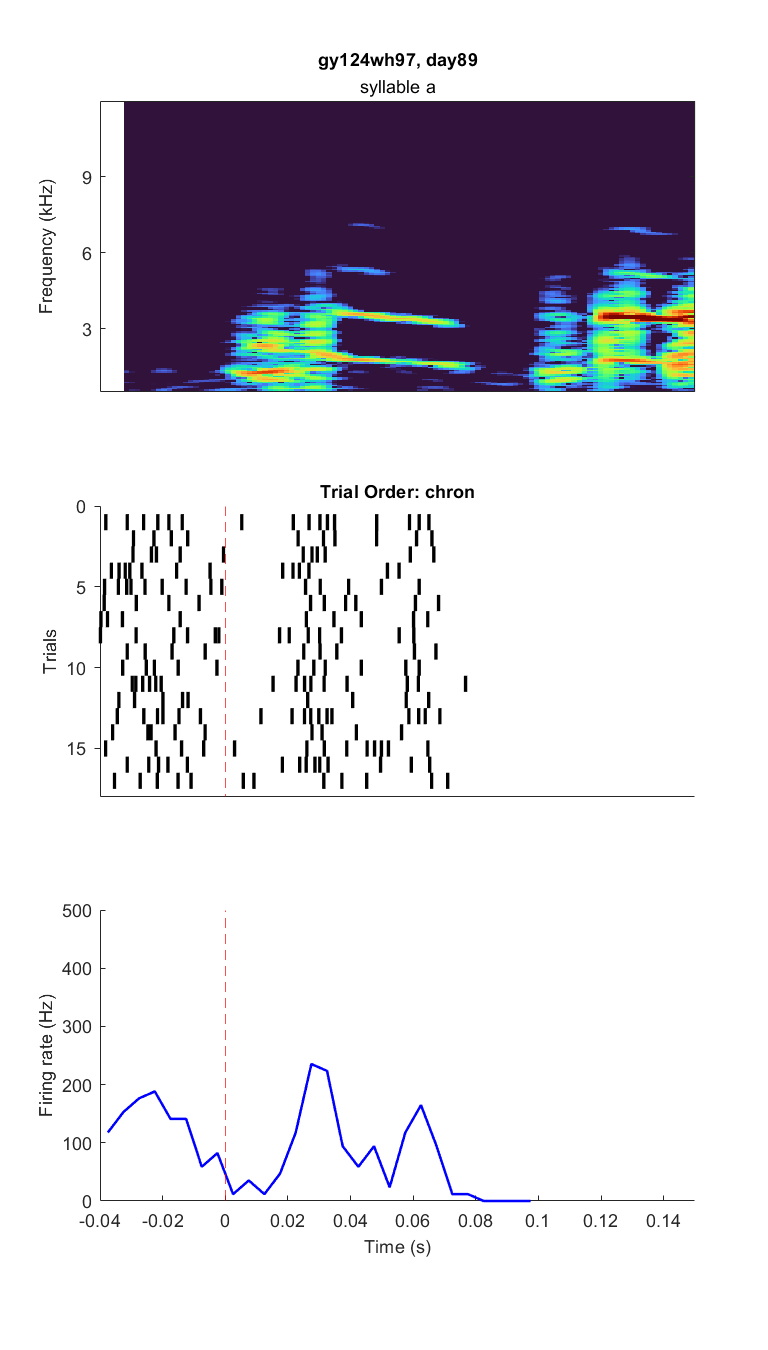 gy124wh97, day89
syllable a
Frequency (kHz)
9
6
3
Trial Order: chron
Trials
0
5
10
15
Firing rate (Hz)
500
400
300
200
100
0
-0.04 -0.02 0 0.02 0.04 0.06 0.08 0.1 0.12 0.14
Time (s)